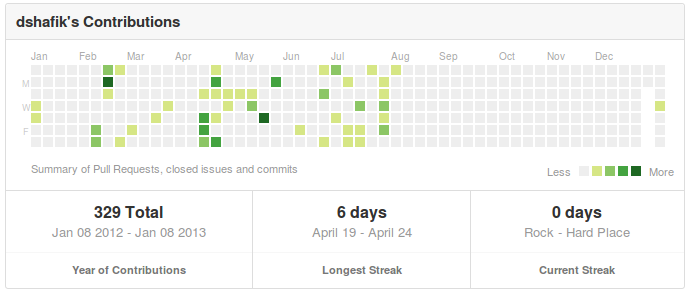 dshafik's Contributions
Jan Feb Mar Apr May Jun Jul Aug Sep Oct Nov Dec
M
W
F
Summary of Pull Requests, closed issues and commits
Less More
329 Total
Jan 08 2012 - Jan 08 2013
Year of Contributions
6 days
April 19 - April 24
Longest Streak
0 days
Rock - Hard Place
Current Streak